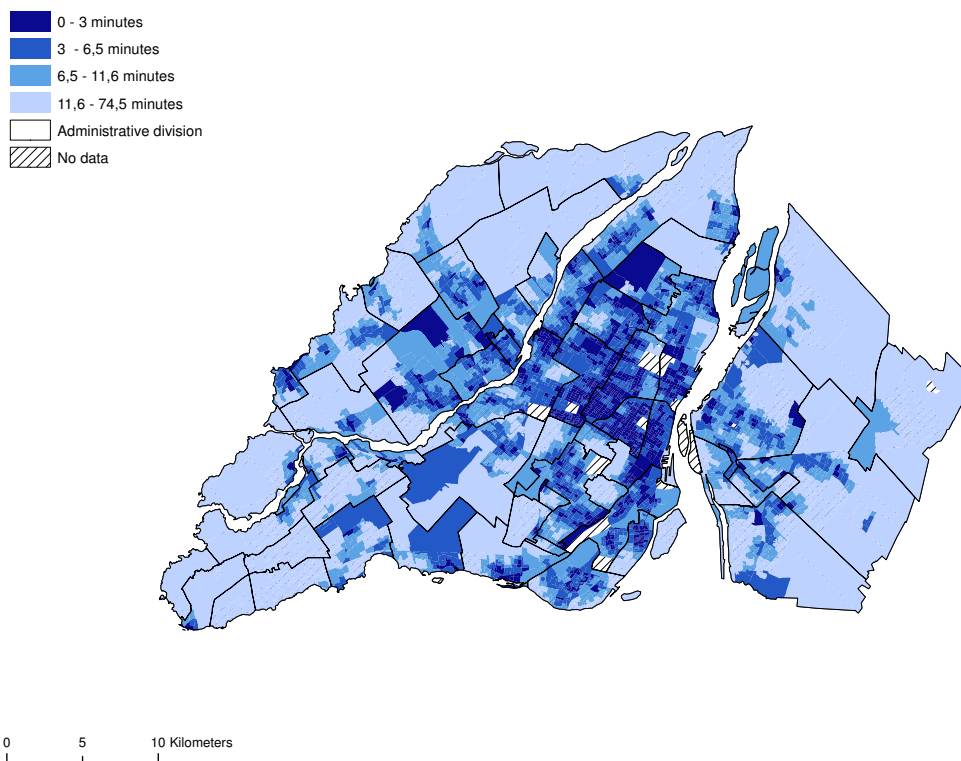 0 - 3 minutes
3 - 6,5 minutes
6,5 - 11,6 minutes
11,6 - 74,5 minutes
Administrative division
No data
0 5 10 Kilometers